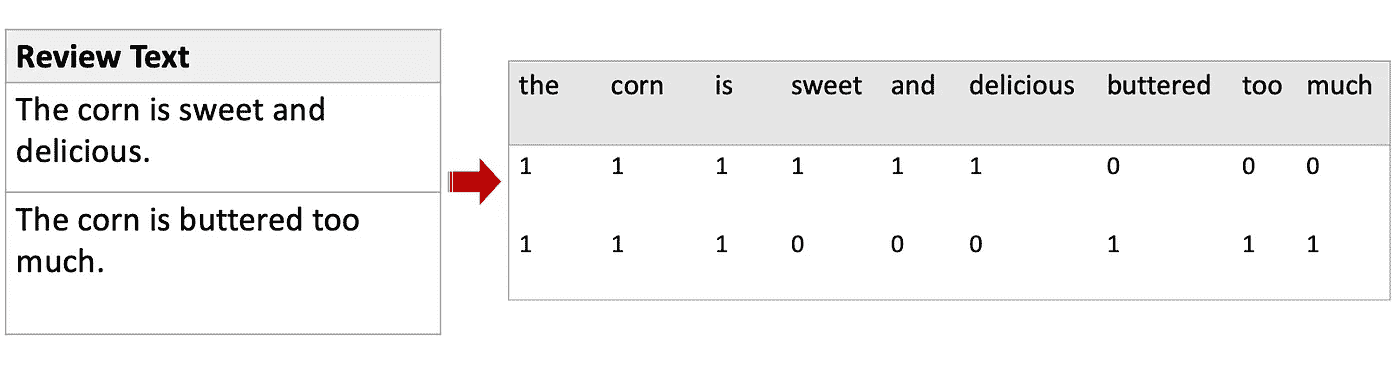 Review Text
The corn is sweet and
delicious.
The corn is buttered too
much.
the corn is sweet and delicious buttered too much
1 1 1 1 1 1 0 0 0
1 1 1 0 0 0 1 1 1